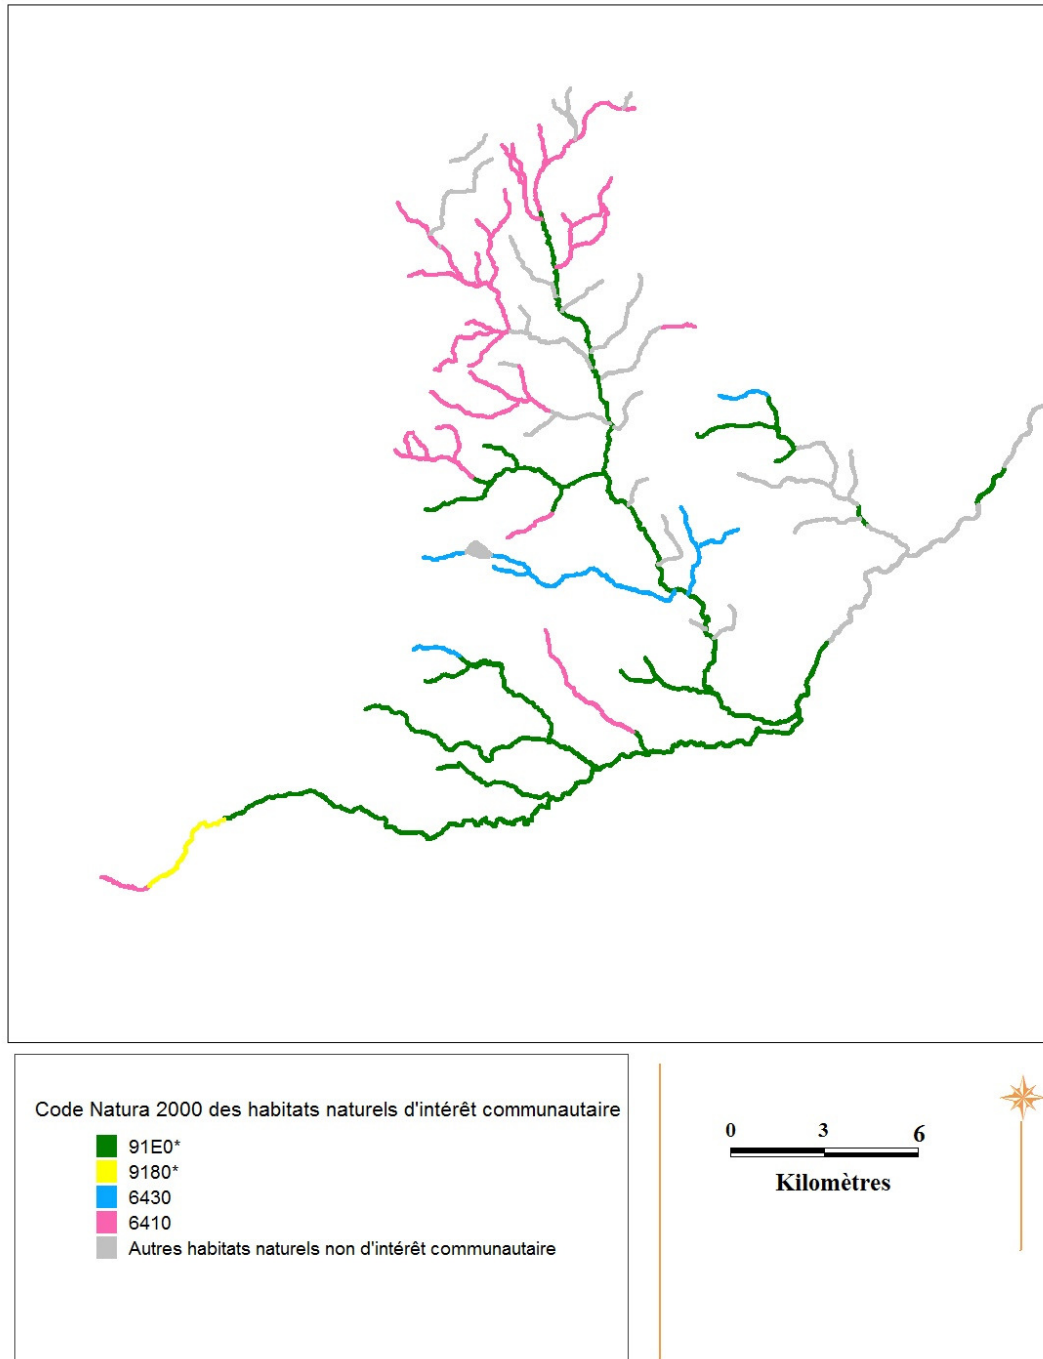 Code Natura 2000 des habitats naturels d'intérêt communautaire
91E0*
9180*
6430
6410
Autres habitats naturels non d'intérêt communautaire
0 3 6
Kilomètres